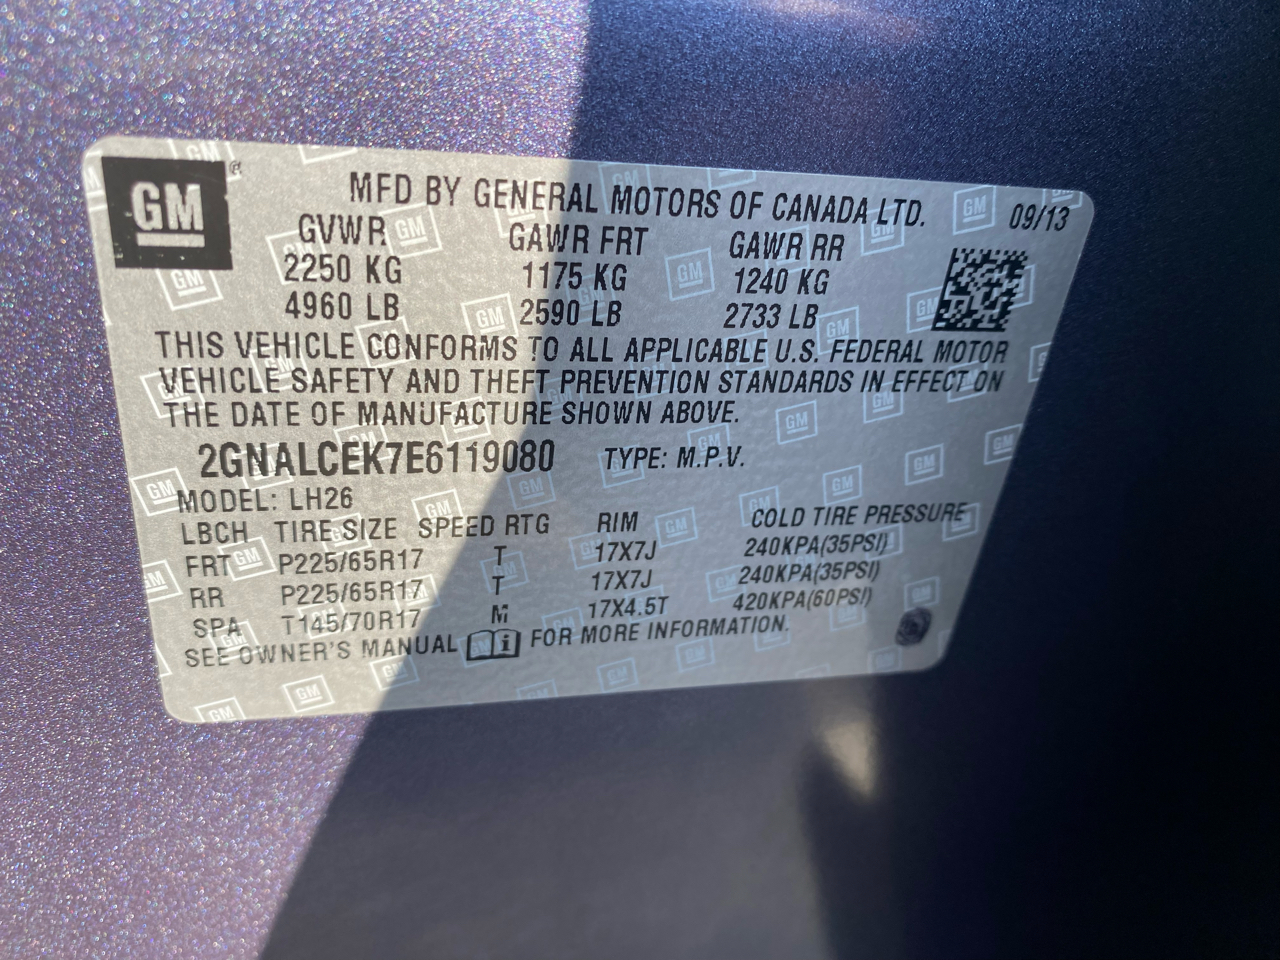 GM ®
MFD BY GENERAL MOTORS OF CANADA LTD. 09/13
GVWR GAWR FRT GAWR RR
2250 KG 1175 KG 1240 KG
4960 LB 2590 LB 2733 LB
THIS VEHICLE CONFORMS TO ALL APPLICABLE U.S. FEDERAL MOTOR
VEHICLE SAFETY AND THEFT PREVENTION STANDARDS IN EFFECT ON
THE DATE OF MANUFACTURE SHOWN ABOVE.
2GNALCEK7E6119080 TYPE: M.P.V.
MODEL: LH26
LBCH TIRE SIZE SPEED RTG RIM COLD TIRE PRESSURE
FRT P225/65R17 T 17X7J 240KPA(35PSI)
RR P225/65R17 T 17X7J 240KPA(35PSI)
SPA T145/70R17 M 17X4.5T 420KPA(60PSI)
SEE OWNER'S MANUAL i FOR MORE INFORMATION.